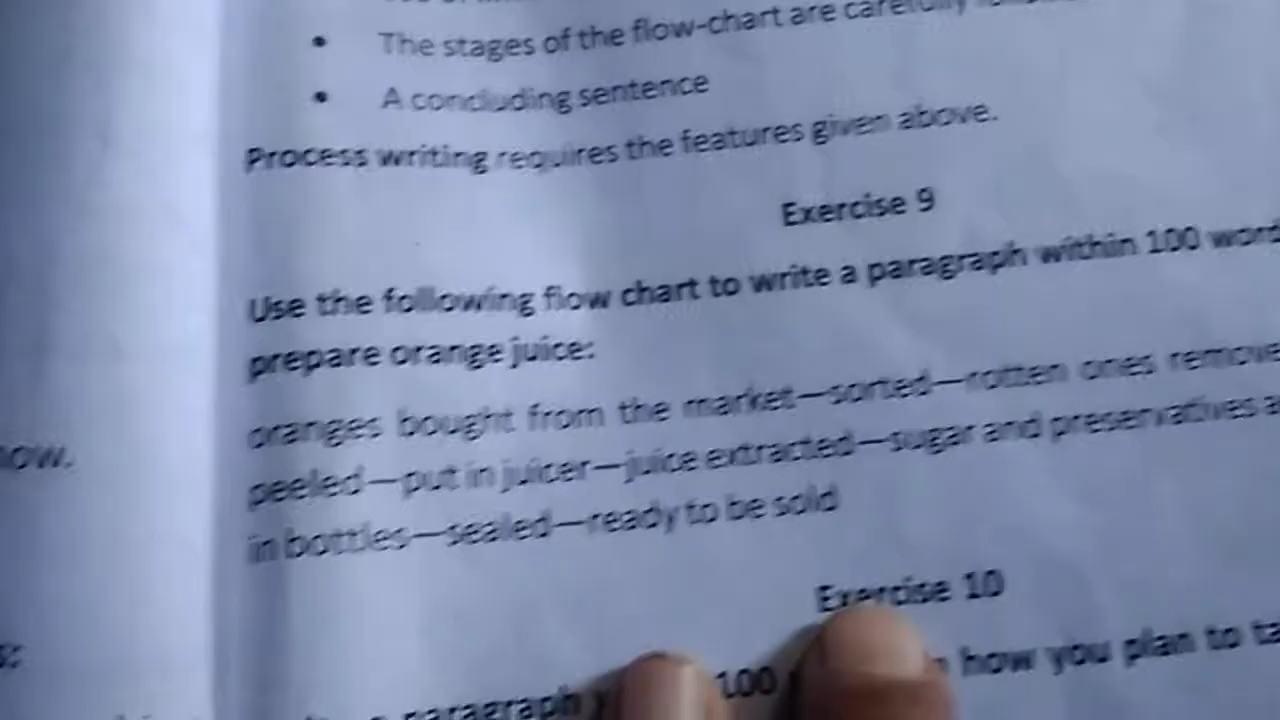 The stages of the flow-chart are carefully
• A concluding sentence
Process writing requires the features given above.
Exercise 9
Use the following flow chart to write a paragraph within 100
prepare orange juice:
oranges bought from the market—sorted—rotten ones
peeled—put in juicer—juice extracted—sugar and preservatives
in bottles—sealed—ready to be sold
Exercise 10
paragraph 100 how you plan to